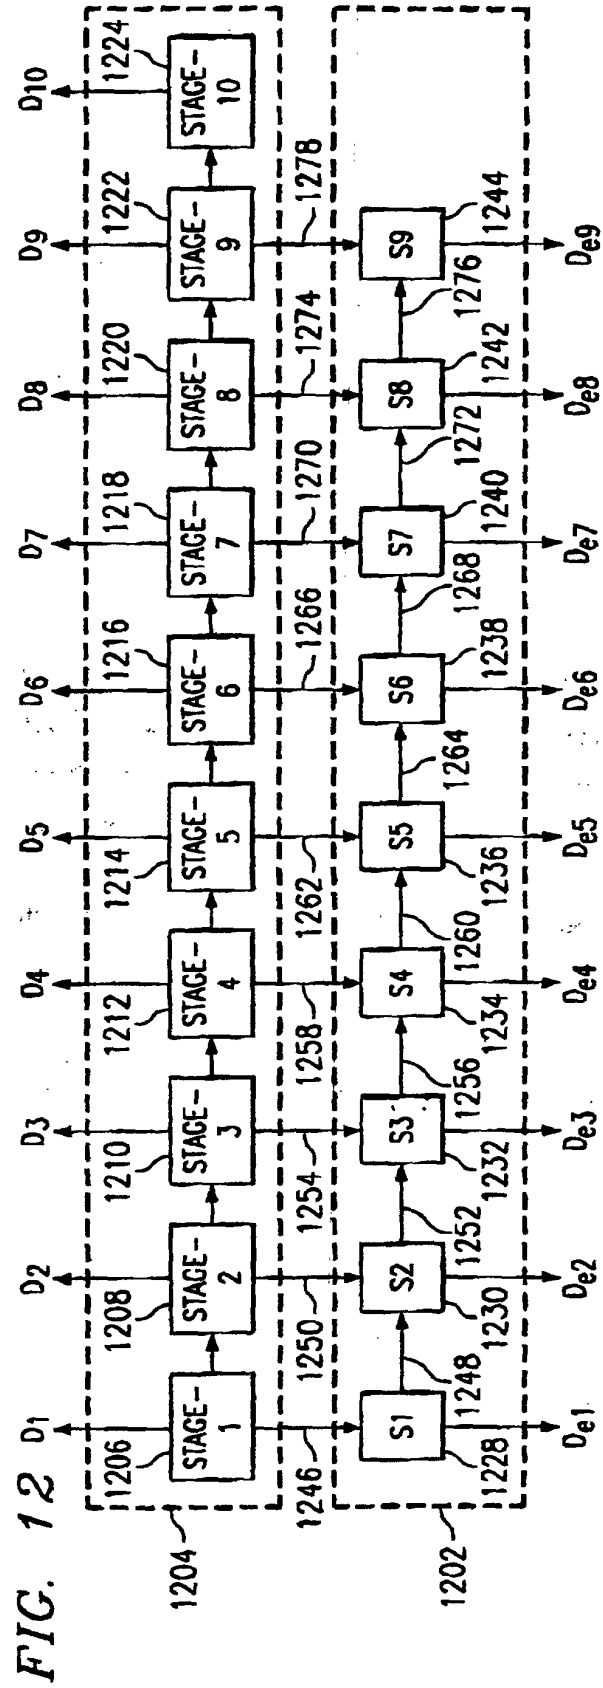 FIG. 12
D1 D2 D3 D4 D5 D6 D7 D8 D9 D10
1206 1208 1210 1212 1214 1216 1218 1220 1222 1224
STAGE-1
STAGE-2
STAGE-3
STAGE-4
STAGE-5
STAGE-6
STAGE-7
STAGE-8
STAGE-9
STAGE-10
1204
1246 1250 1254 1258 1262 1266 1270 1274 1278
S1 S2 S3 S4 S5 S6 S7 S8 S9
1248 1252 1256 1260 1264 1268 1272 1276
1202
1228 1230 1232 1234 1236 1238 1240 1242 1244
De1 De2 De3 De4 De5 De6 De7 De8 De9